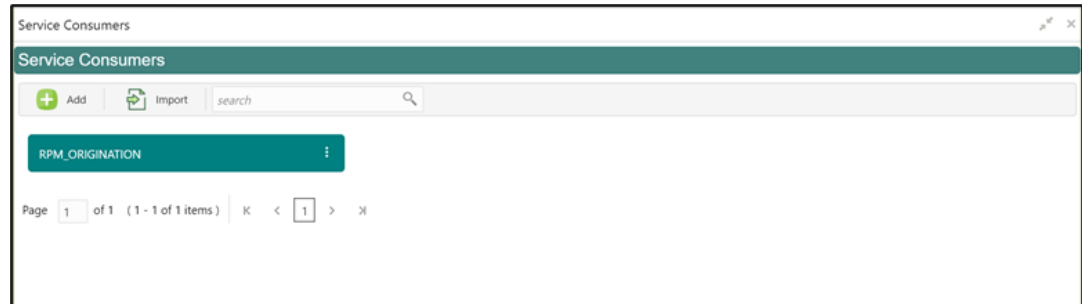 Service Consumers
Service Consumers
Add Import search
RPM_ORIGINATION
Page 1 of 1 ( 1 - 1 of 1 items ) 1